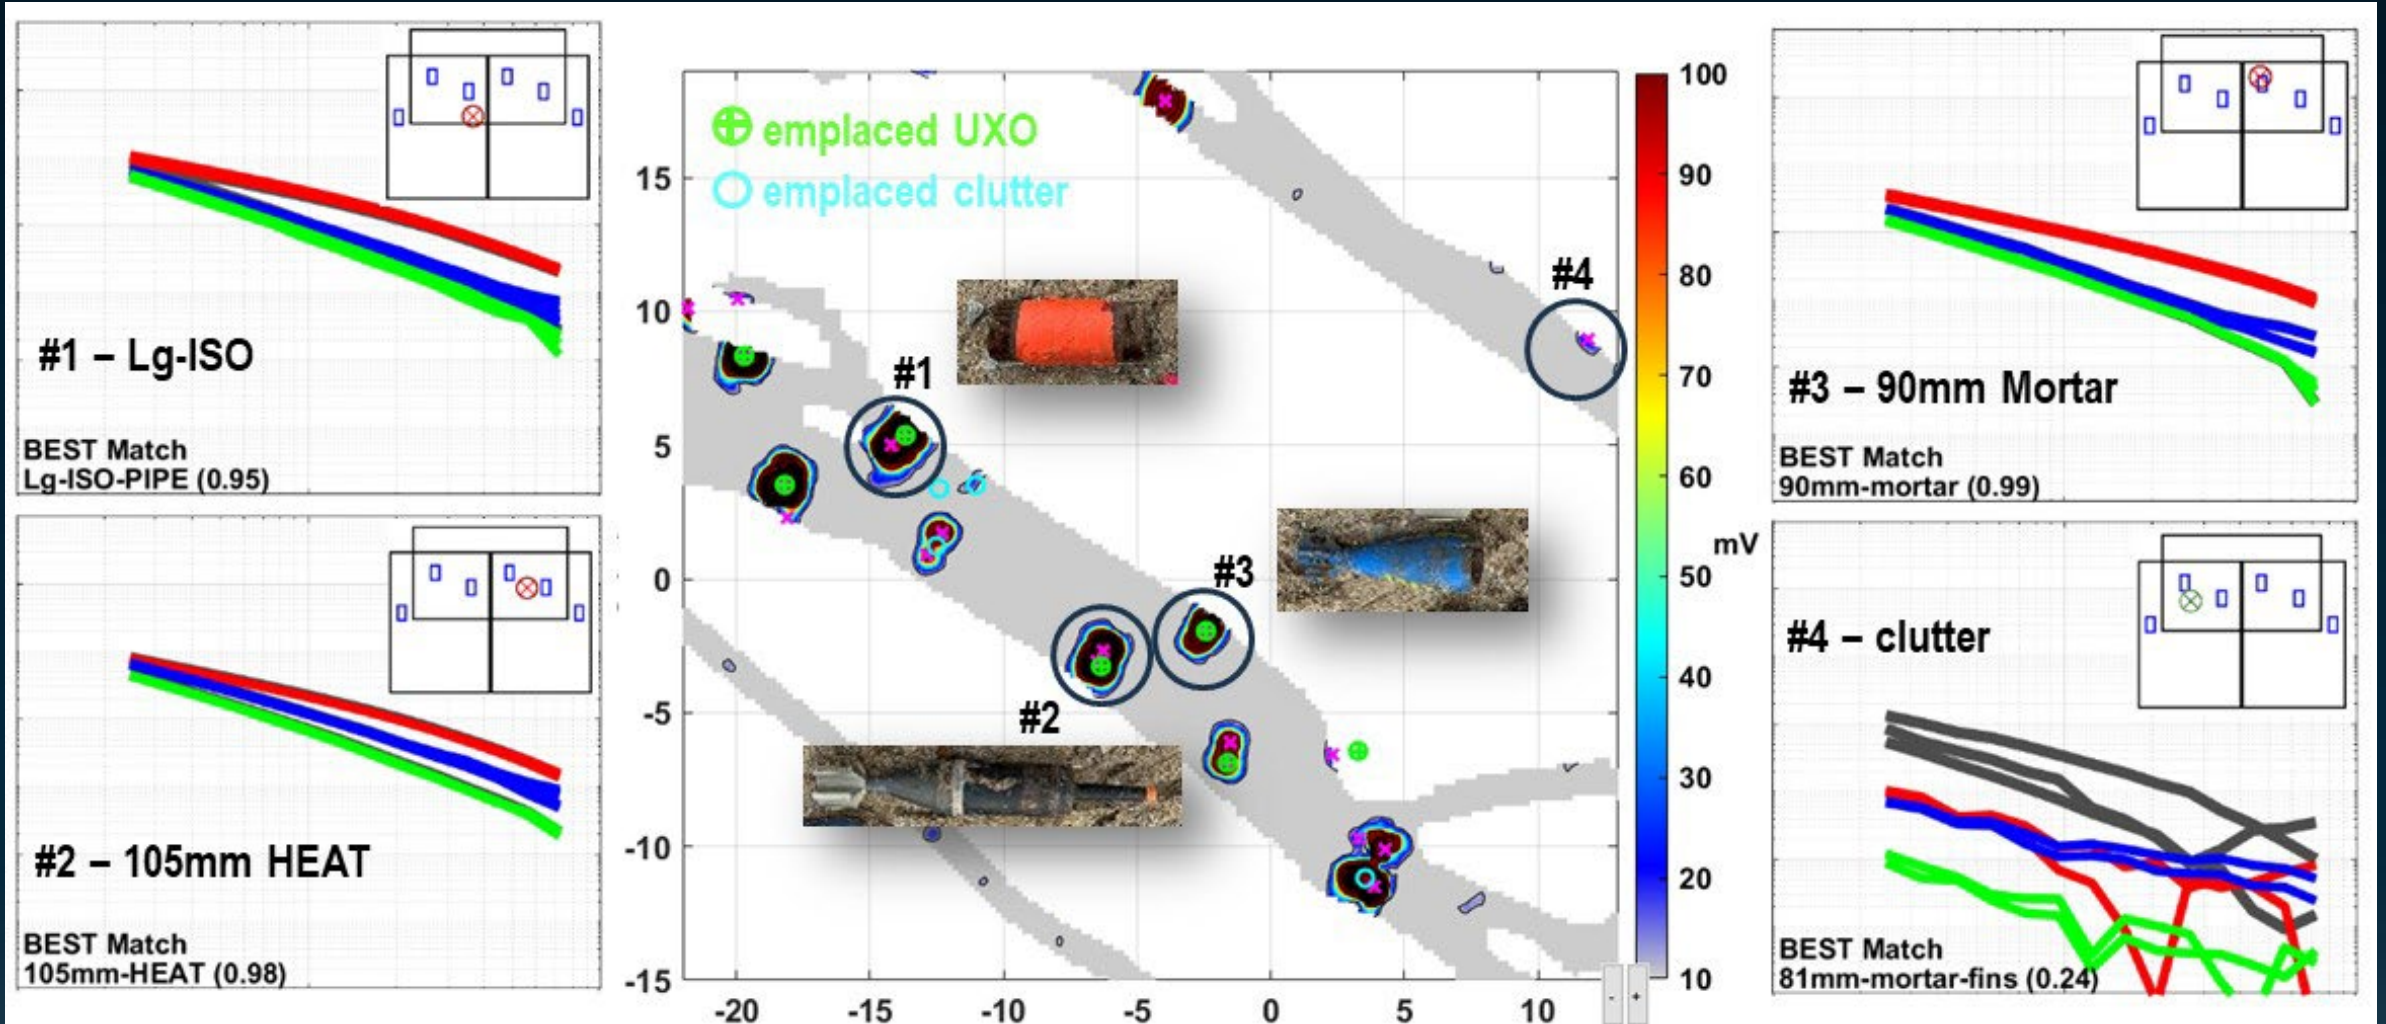 #1 – Lg-ISO
BEST Match
Lg-ISO-PIPE (0.95)
#2 – 105mm HEAT
BEST Match
105mm-HEAT (0.98)
emplaced UXO
emplaced clutter
#4
#1
#3
#2
15
10
5
0
-5
-10
-15
-20
-15
-10
-5
0
5
10
100
90
80
70
60
50
40
30
20
10
mV
-
+
#3 – 90mm Mortar
BEST Match
90mm-mortar (0.99)
#4 – clutter
BEST Match
81mm-mortar-fins (0.24)